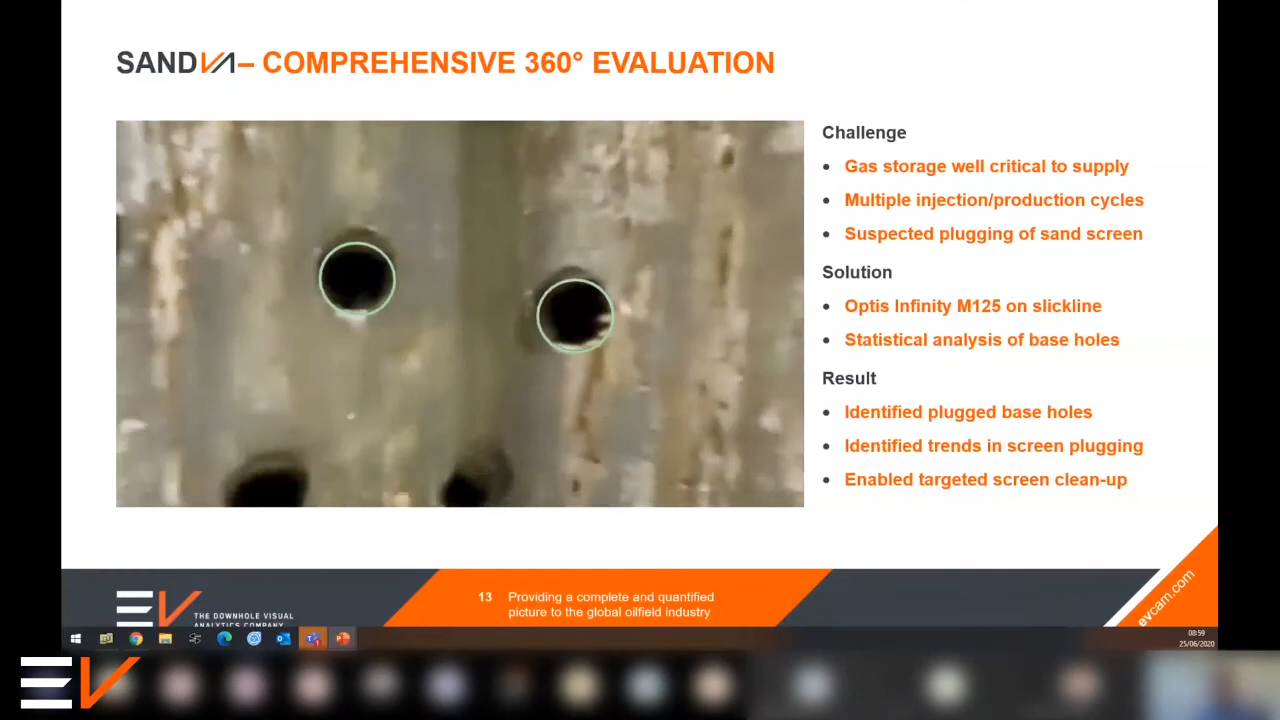 SANDVA – COMPREHENSIVE 360° EVALUATION
Challenge
• Gas storage well critical to supply
• Multiple injection/production cycles
• Suspected plugging of sand screen
Solution
• Optis Infinity M125 on slickline
• Statistical analysis of base holes
Result
• Identified plugged base holes
• Identified trends in screen plugging
• Enabled targeted screen clean-up
EV
THE DOWNHOLE VISUAL
ANALYTICS COMPANY
13
Providing a complete and quantified
picture to the global oilfield industry
evcam.com
08:59
25/06/2020
EV